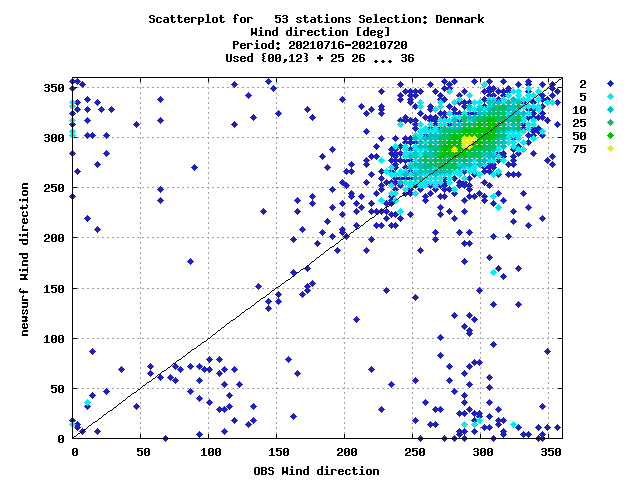 Scatterplot for 53 stations Selection: Denmark
Wind direction [deg]
Period: 20210716-20210720
Used {00,12} + 25 26 ... 36
2
5
10
25
50
75
350
300
250
200
150
100
50
0
newsurf Wind direction
0 50 100 150 200 250 300 350
OBS Wind direction